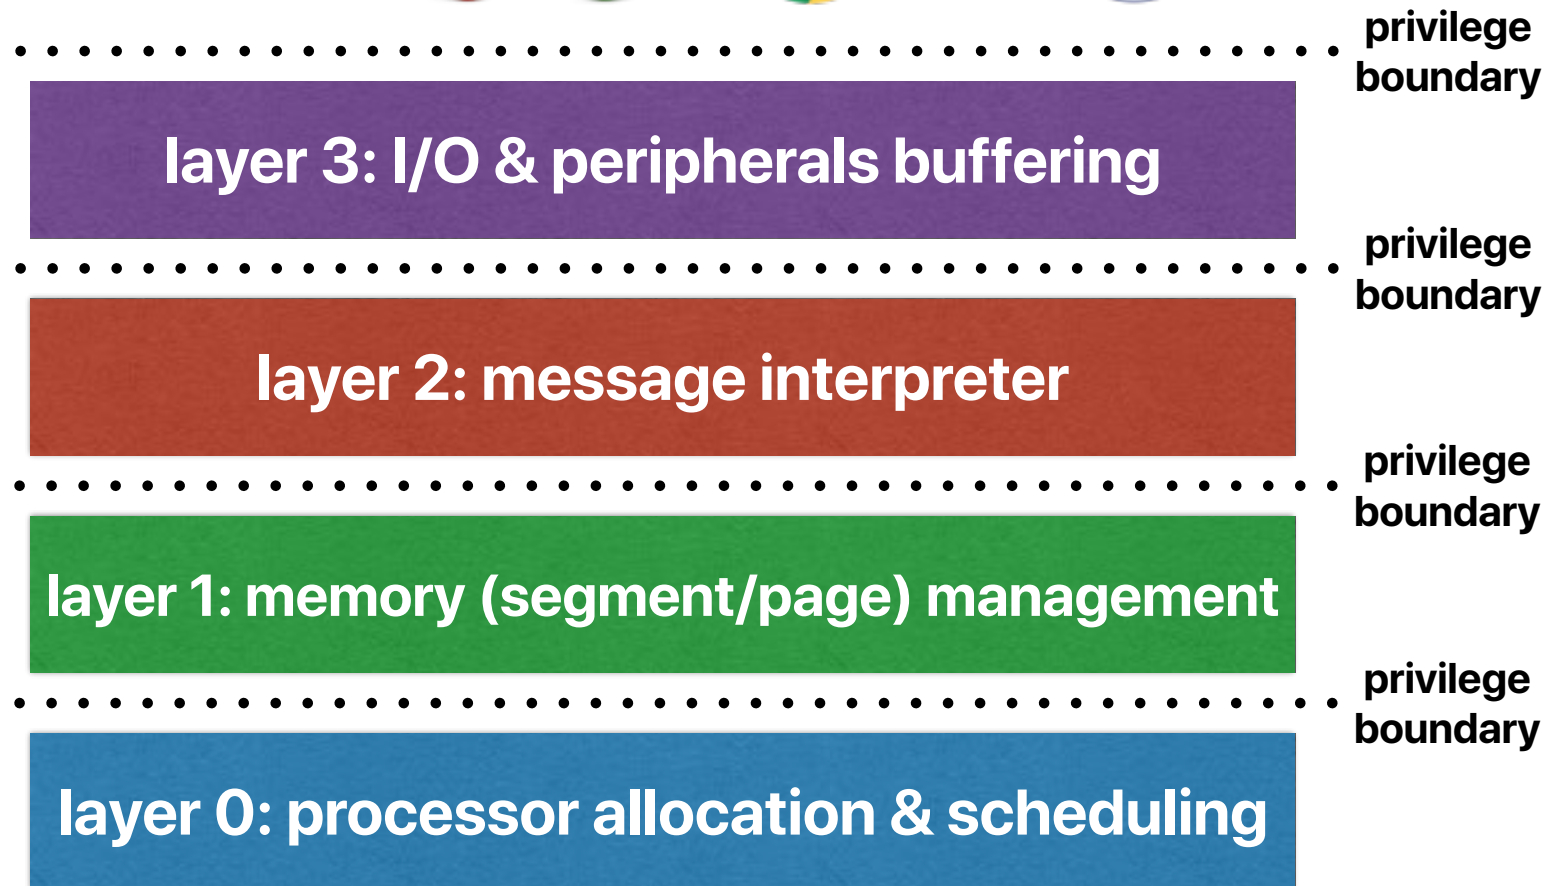 privilege
boundary
layer 3: I/O & peripherals buffering
privilege
boundary
layer 2: message interpreter
privilege
boundary
layer 1: memory (segment/page) management
privilege
boundary
layer 0: processor allocation & scheduling